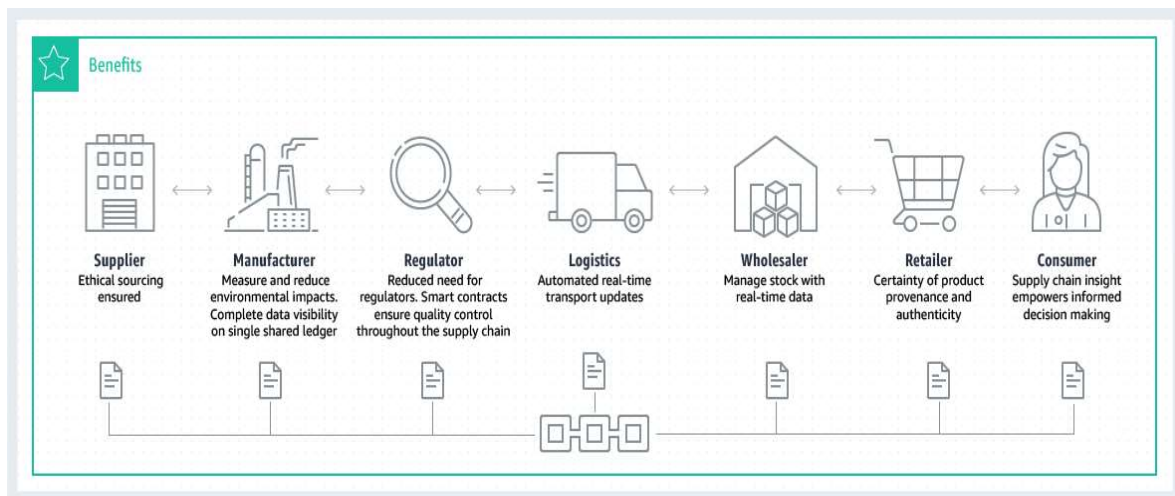 Benefits
Supplier
Ethical sourcing
ensured
Manufacturer
Measure and reduce
environmental impacts.
Complete data visibility
on single shared ledger
Regulator
Reduced need for
regulators. Smart contracts
ensure quality control
throughout the supply chain
Logistics
Automated real-time
transport updates
Wholesaler
Manage stock with
real-time data
Retailer
Certainty of product
provenance and
authenticity
Consumer
Supply chain insight
empowers informed
decision making